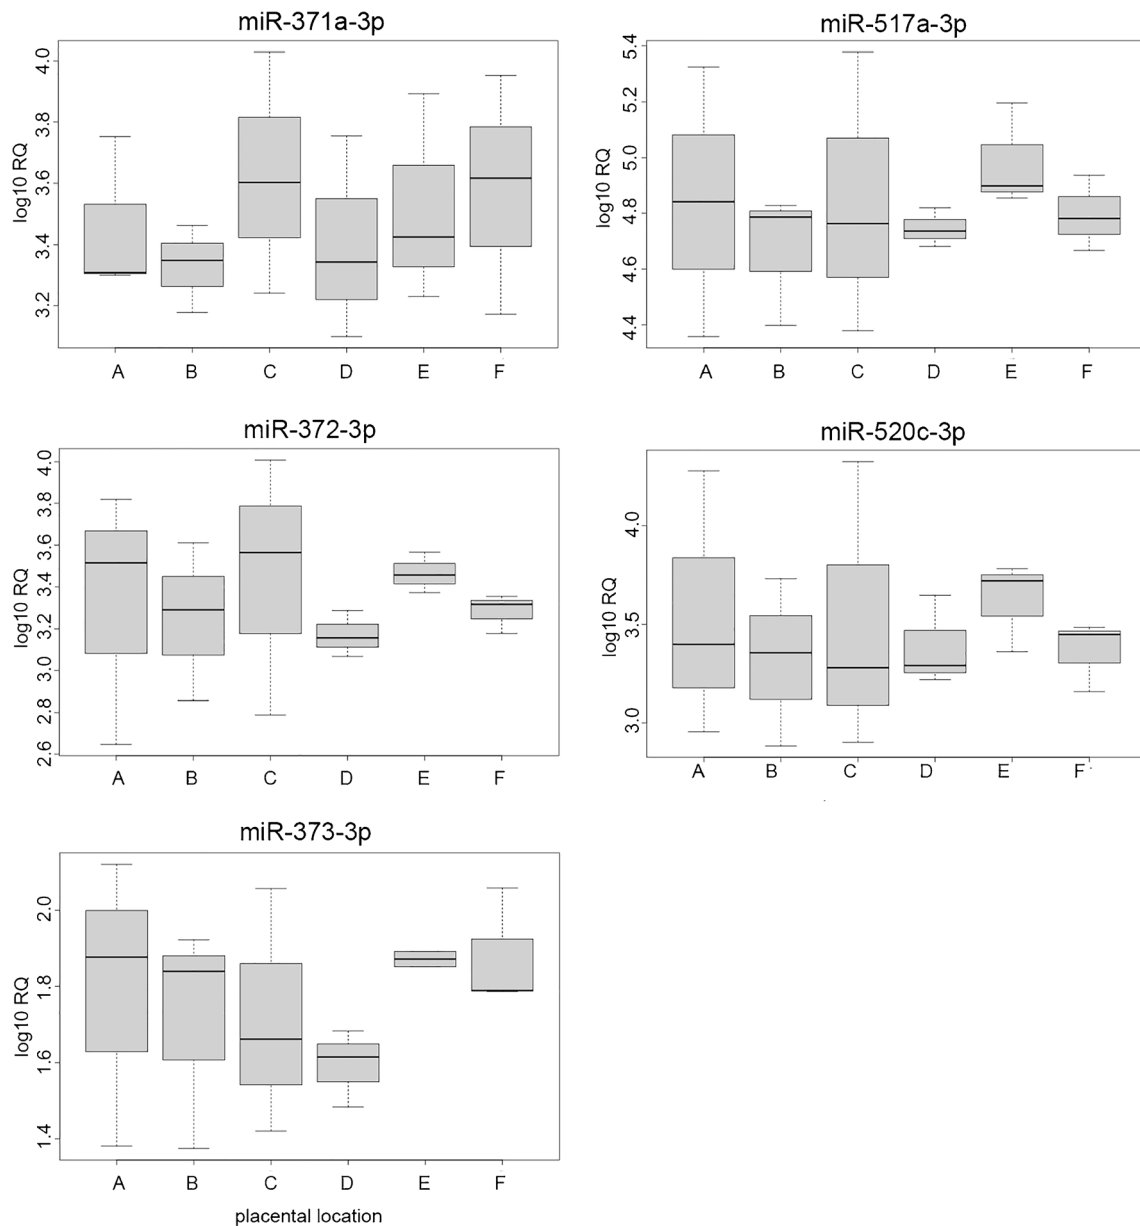 miR-371a-3p
log10 RQ
4.0
3.8
3.6
3.4
3.2
A B C D E F
miR-517a-3p
log10 RQ
5.4
5.2
5.0
4.8
4.6
4.4
A B C D E F
miR-372-3p
log10 RQ
4.0
3.8
3.6
3.4
3.2
3.0
2.8
2.6
A B C D E F
miR-520c-3p
log10 RQ
4.0
3.5
3.0
A B C D E F
miR-373-3p
log10 RQ
2.0
1.8
1.6
1.4
A B C D E F
placental location